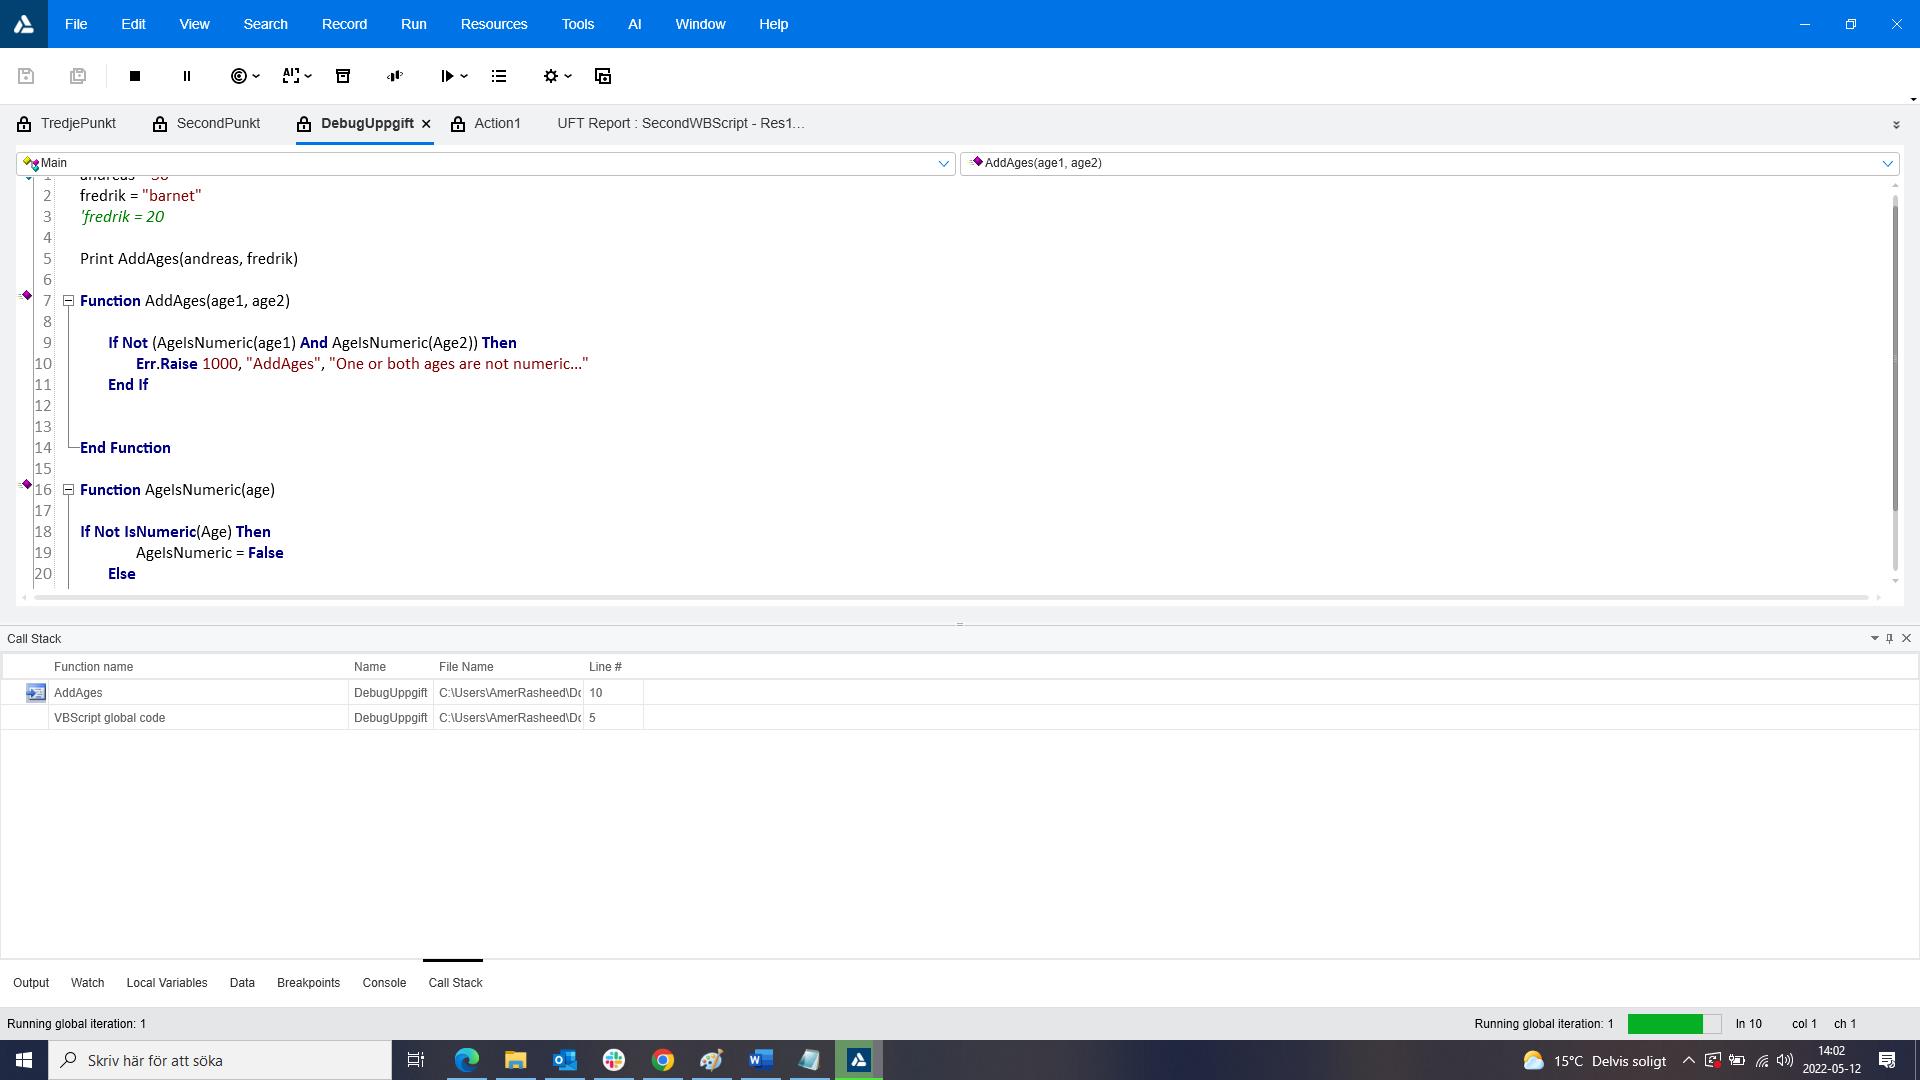 File Edit View Search Record Run Resources Tools AI Window Help
TredjePunkt SecondPunkt DebugUppgift Action1 UFT Report : SecondWBScript - Res1...
Main AddAges(age1, age2)
2 fredrik = "barnet"
3 'fredrik = 20
4
5 Print AddAges(andreas, fredrik)
6
7 Function AddAges(age1, age2)
8
9 If Not (AgeIsNumeric(age1) And AgeIsNumeric(Age2)) Then
10 Err.Raise 1000, "AddAges", "One or both ages are not numeric..."
11 End If
12
13
14 End Function
15
16 Function AgeIsNumeric(age)
17
18 If Not IsNumeric(Age) Then
19 AgeIsNumeric = False
20 Else
Call Stack
Function name Name File Name Line #
AddAges DebugUppgift C:\Users\AmerRasheed\Dc 10
VBScript global code DebugUppgift C:\Users\AmerRasheed\Dc 5
Output Watch Local Variables Data Breakpoints Console Call Stack
Running global iteration: 1 Running global iteration: 1 ln 10 col 1 ch 1
Skriv här för att söka 15°C Delvis soligt 14:02
2022-05-12